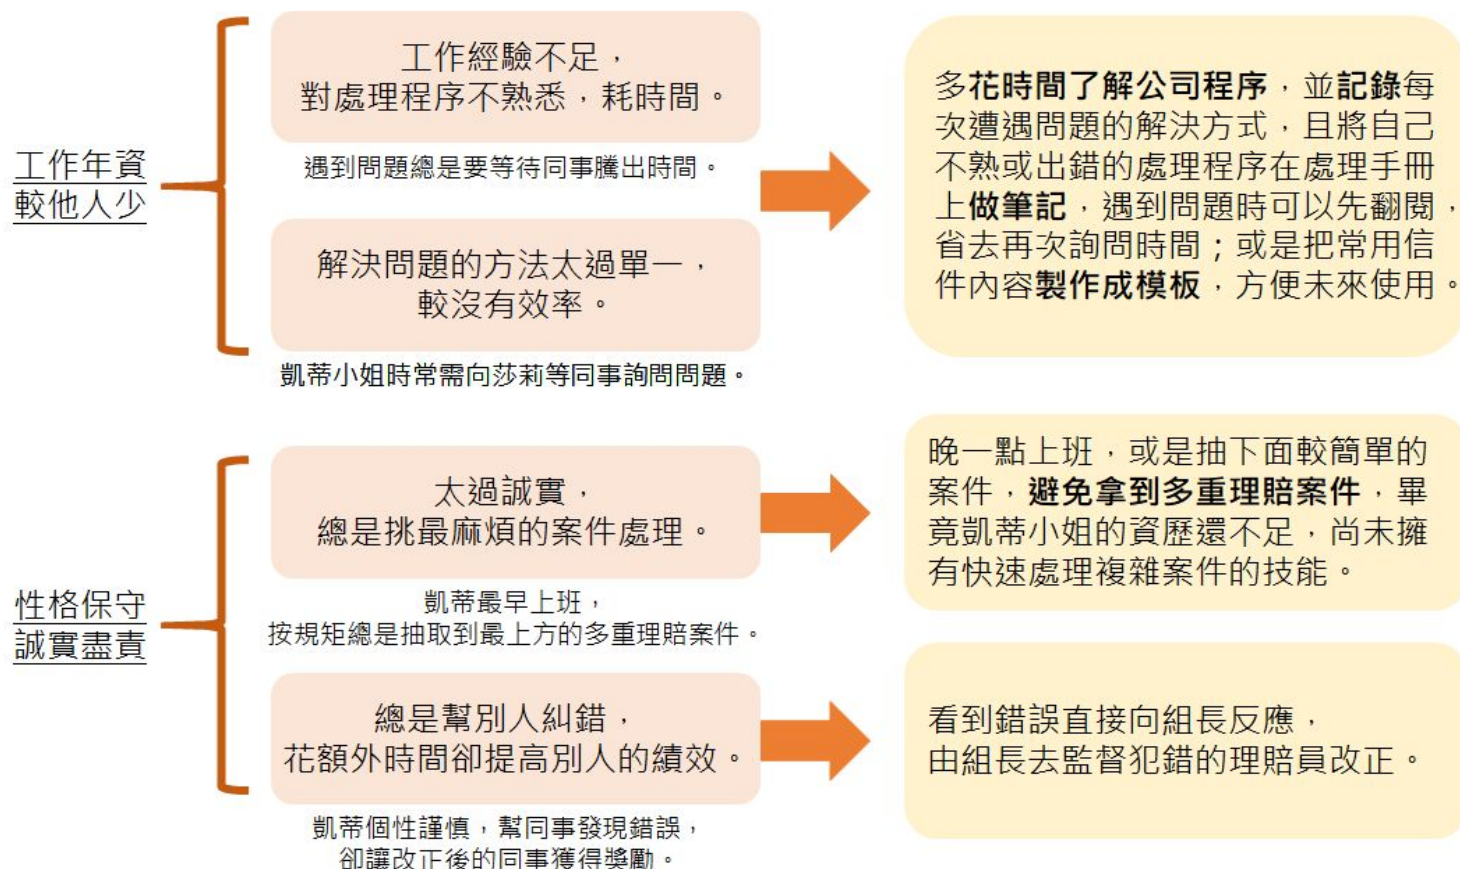 工作年資
較他人少
工作經驗不足，
對處理程序不熟悉，耗時間。
遇到問題總是要等待同事騰出時間。
解決問題的方法太過單一，
較沒有效率。
凱蒂小姐時常需向莎莉等同事詢問問題。
多花時間了解公司程序，並記錄每
次遭遇問題的解決方式，且將自己
不熟或出錯的處理程序在處理手冊
上做筆記，遇到問題時可以先翻閱，
省去再次詢問時間；或是把常用信
件內容製作成模板，方便未來使用。
性格保守
誠實盡責
太過誠實，
總是挑最麻煩的案件處理。
凱蒂最早上班，
按規矩總是抽取到最上方的多重理賠案件。
晚一點上班，或是抽下面較簡單的
案件，避免拿到多重理賠案件，畢
竟凱蒂小姐的資歷還不足，尚未擁
有快速處理複雜案件的技能。
總是幫別人糾錯，
花額外時間卻提高別人的績效。
凱蒂個性謹慎，幫同事發現錯誤，
卻讓改正後的同事獲得獎勵。
看到錯誤直接向組長反應，
由組長去監督犯錯的理賠員改正。